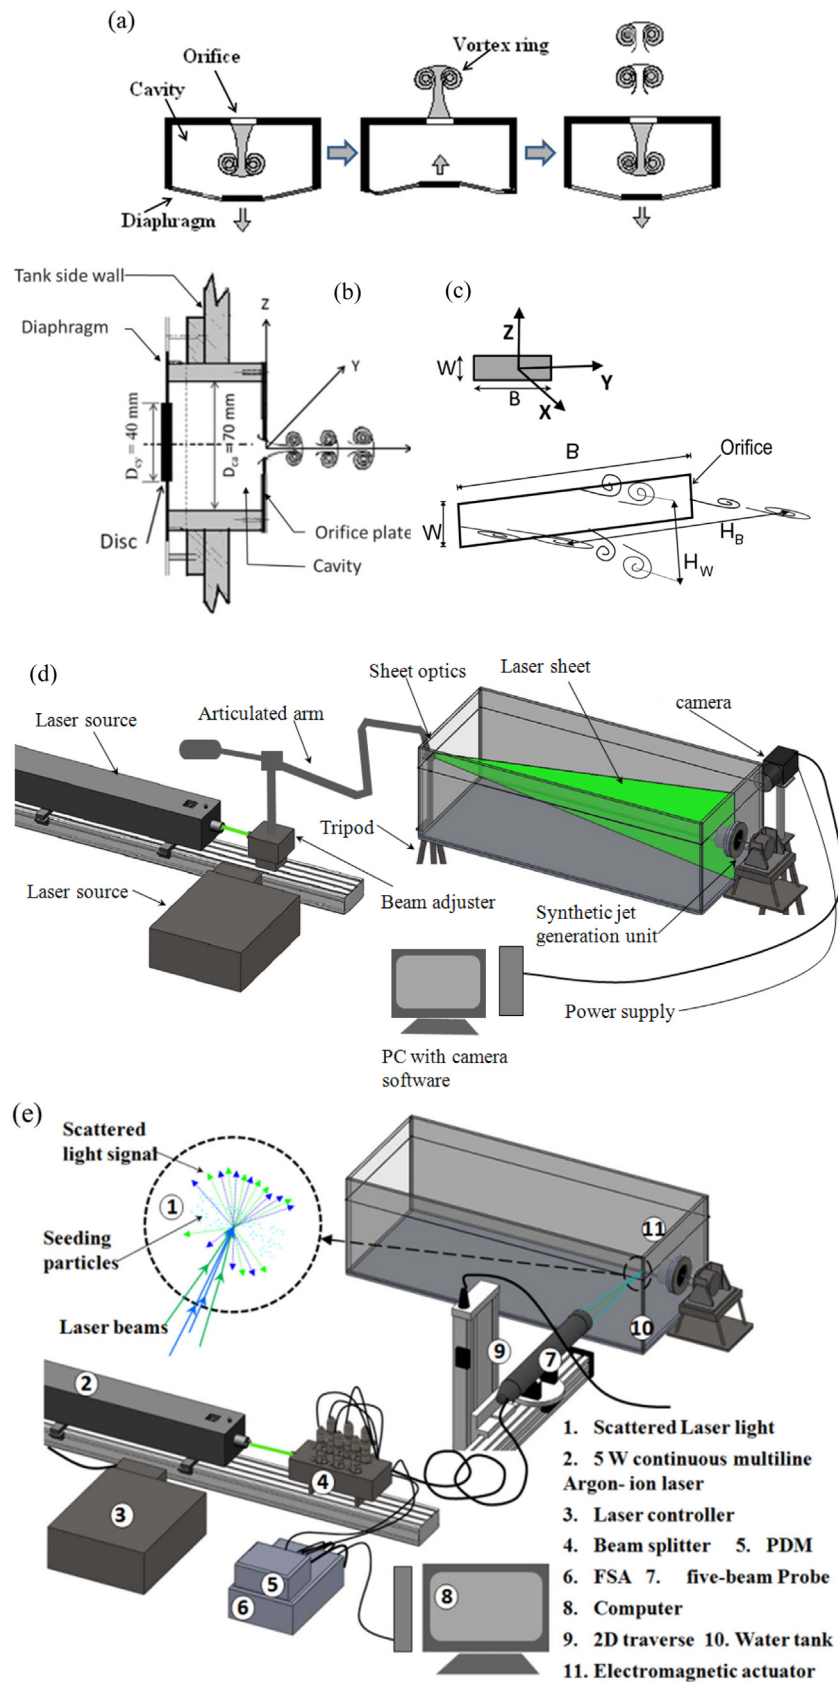 (a)
Orifice
Vortex ring
Cavity
Diaphragm
Tank side wall
(b)
Z
Diaphragm
Y
D_cy = 40 mm
D_ca = 70 mm
Disc
Orifice plate
Cavity
(c)
Z
W
Y
B
X
B
Orifice
W
H_B
H_W
(d)
Sheet optics
Laser sheet
camera
Laser source
Articulated arm
Tripod
Laser source
Beam adjuster
Synthetic jet
generation unit
Power supply
PC with camera
software
(e)
Scattered
light signal
1
Seeding
particles
Laser beams
11
10
9
7
2
4
3
5
6
8
1. Scattered Laser light
2. 5 W continuous multiline
Argon- ion laser
3. Laser controller
4. Beam splitter 5. PDM
6. FSA 7. five-beam Probe
8. Computer
9. 2D traverse 10. Water tank
11. Electromagnetic actuator